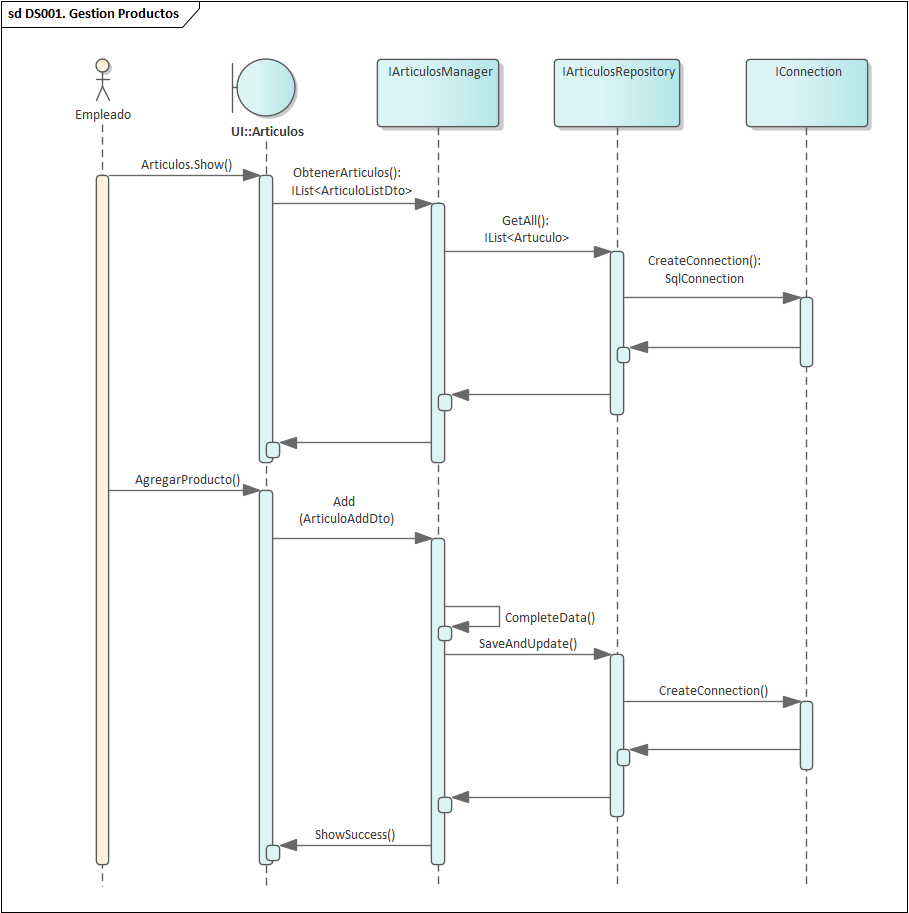 sd DS001. Gestion Productos
Empleado
UI::Articulos
IArticulosManager
IArticulosRepository
IConnection
Articulos.Show()
ObtenerArticulos():
IList<ArticuloListDto>
GetAll():
IList<Artuculo>
CreateConnection():
SqlConnection
AgregarProducto()
Add
(ArticuloAddDto)
CompleteData()
SaveAndUpdate()
CreateConnection()
ShowSuccess()